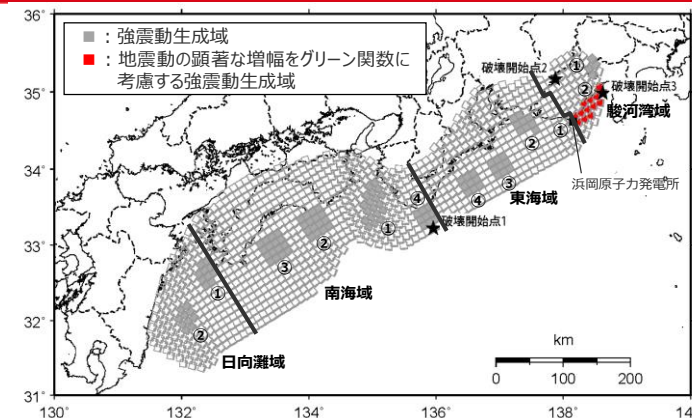 ：強震動生成域
：地震動の顕著な増幅をグリーン関数に
考慮する強震動生成域
36°
35°
34°
33°
32°
31°
130°
132°
134°
136°
138°
14
破壊開始点2
①
②
破壊開始点3
駿河湾域
①
②
浜岡原子力発電所
③
④
東海域
④
破壊開始点1
①
②
③
南海域
①
②
日向灘域
km
0 100 200